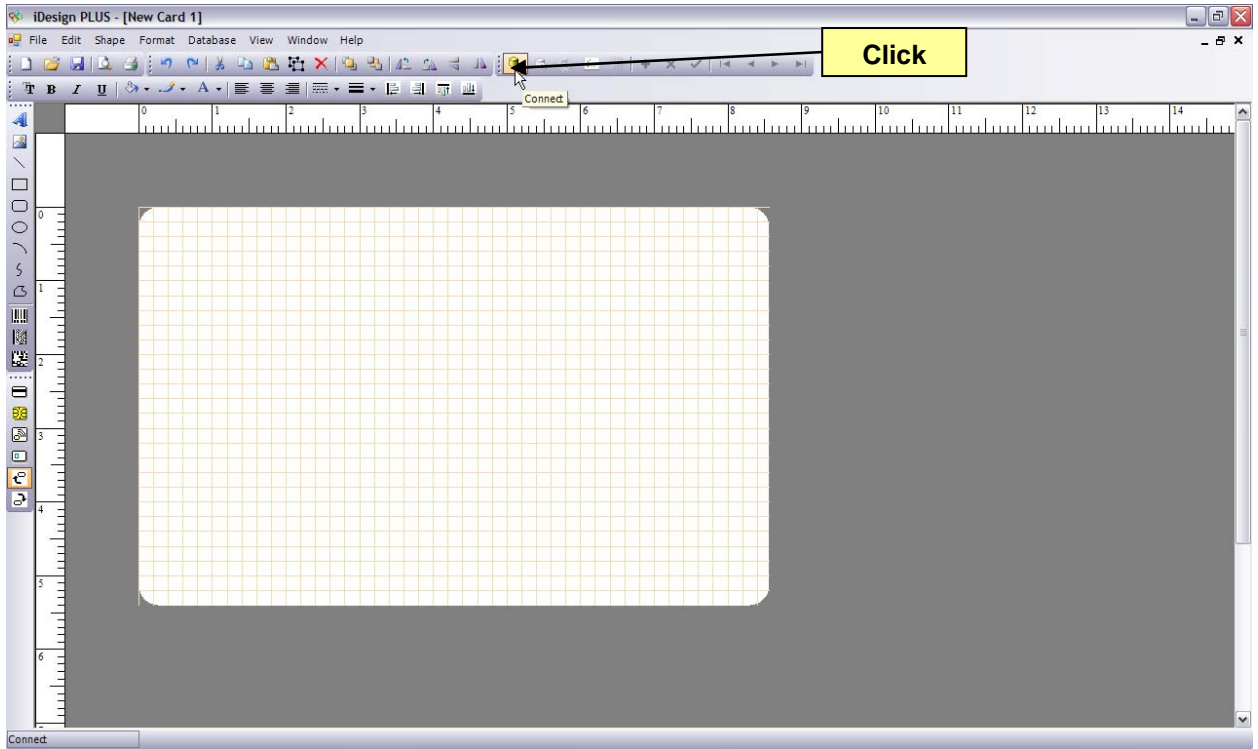 iDesign PLUS - [New Card 1]
File Edit Shape Format Database View Window Help
Click
B I U A
Connect
0 1 2 3 4 5 6 7 8 9 10 11 12 13 14
0
1
2
3
4
5
6
Connect